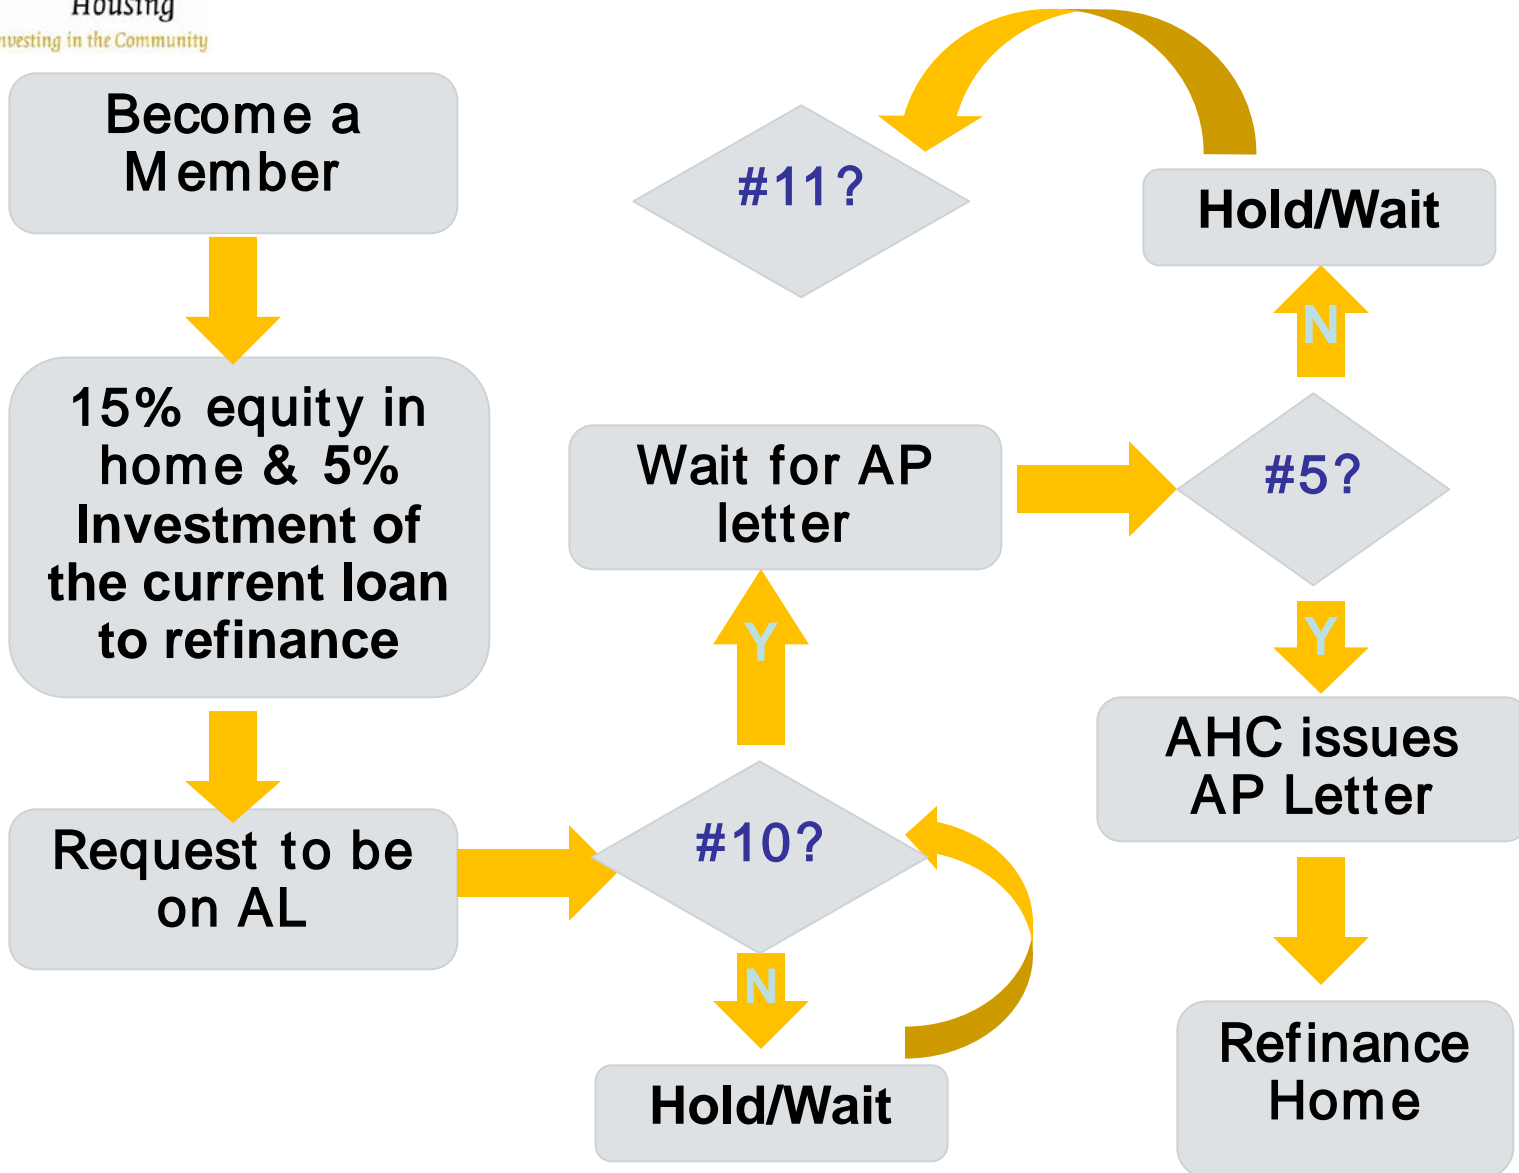 Housing
nvesting in the Community
Become a
Member
15% equity in
home & 5%
Investment of
the current loan
to refinance
Request to be
on AL
#10?
Y
N
Hold/Wait
Wait for AP
letter
#5?
N
Hold/Wait
#11?
Y
AHC issues
AP Letter
Refinance
Home